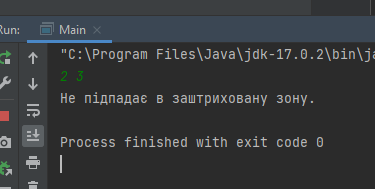 Run: Main ×
"C:\Program Files\Java\jdk-17.0.2\bin\
2 3
Не підпадає в заштриховану зону.
Process finished with exit code 0